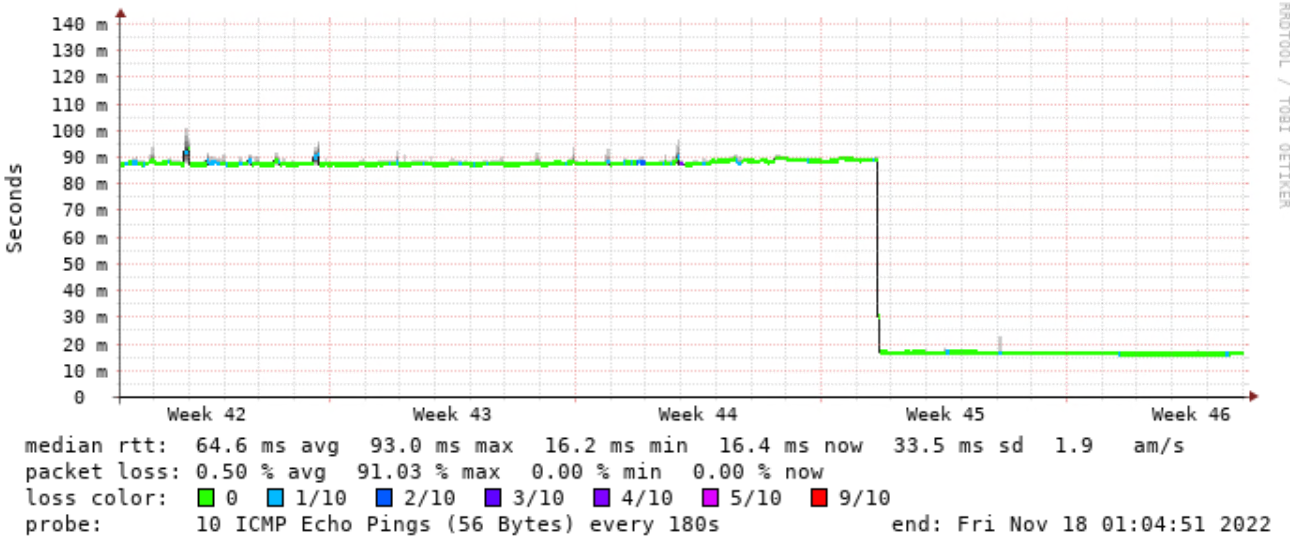 140 m
130 m
120 m
110 m
100 m
90 m
80 m
70 m
60 m
50 m
40 m
30 m
20 m
10 m
0
Seconds
RRDTOOL / TOBI OETIKER
Week 42 Week 43 Week 44 Week 45 Week 46
median rtt: 64.6 ms avg 93.0 ms max 16.2 ms min 16.4 ms now 33.5 ms sd 1.9 am/s
packet loss: 0.50 % avg 91.03 % max 0.00 % min 0.00 % now
loss color: 0 1/10 2/10 3/10 4/10 5/10 9/10
probe: 10 ICMP Echo Pings (56 Bytes) every 180s end: Fri Nov 18 01:04:51 2022